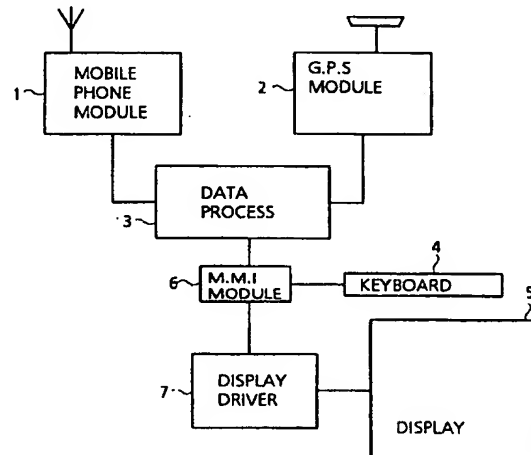 1
MOBILE
PHONE
MODULE
2
G.P.S
MODULE
3
DATA
PROCESS
6
M.M.I
MODULE
4
KEYBOARD
5
7
DISPLAY
DRIVER
DISPLAY